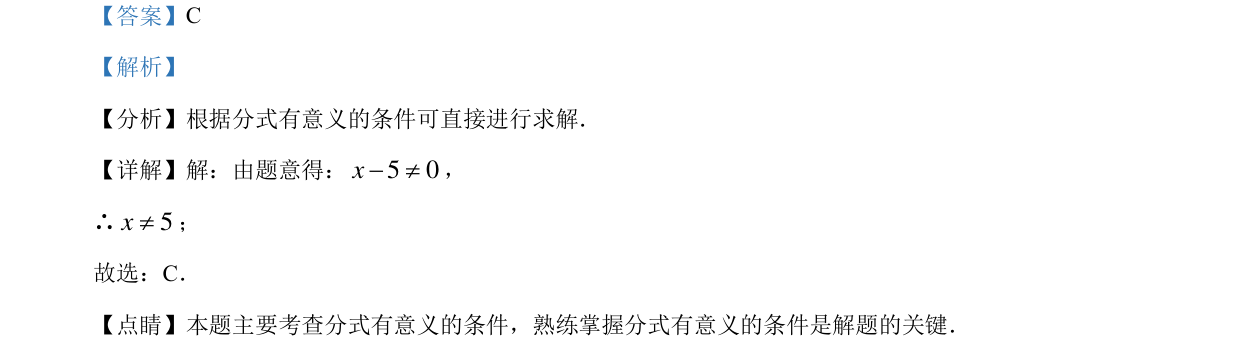 【答案】C
【解析】
【分析】根据分式有意义的条件可直接进行求解．
【详解】解：由题意得：x－5≠0，
∴x≠5；
故选：C．
【点睛】本题主要考查分式有意义的条件，熟练掌握分式有意义的条件是解题的关键．